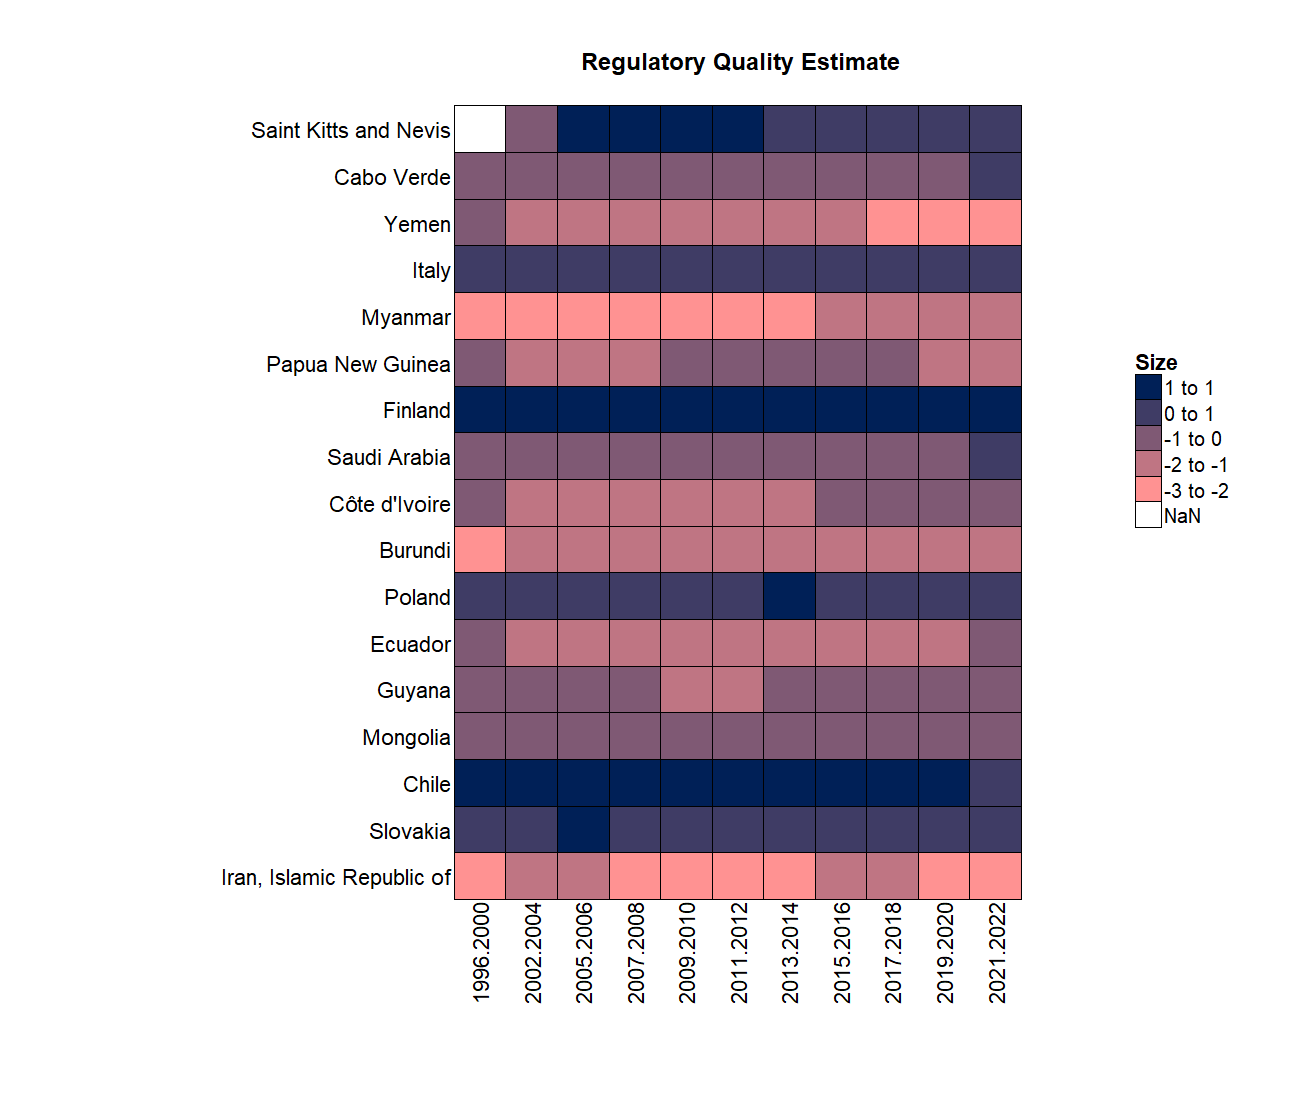 Regulatory Quality Estimate
Saint Kitts and Nevis
Cabo Verde
Yemen
Italy
Myanmar
Papua New Guinea
Finland
Saudi Arabia
Côte d'Ivoire
Burundi
Poland
Ecuador
Guyana
Mongolia
Chile
Slovakia
Iran, Islamic Republic of
1996.2000
2002.2004
2005.2006
2007.2008
2009.2010
2011.2012
2013.2014
2015.2016
2017.2018
2019.2020
2021.2022
Size
1 to 1
0 to 1
-1 to 0
-2 to -1
-3 to -2
NaN